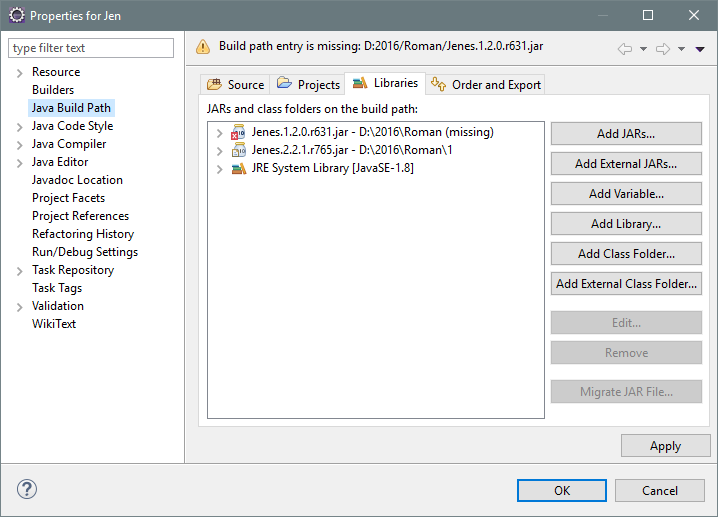 Properties for Jen
type filter text
Resource
Builders
Java Build Path
Java Code Style
Java Compiler
Java Editor
Javadoc Location
Project Facets
Project References
Refactoring History
Run/Debug Settings
Task Repository
Task Tags
Validation
WikiText
Build path entry is missing: D:2016/Roman/Jenes.1.2.0.r631.jar
Source Projects Libraries Order and Export
JARs and class folders on the build path:
Jenes.1.2.0.r631.jar - D:\2016\Roman (missing)
Jenes.2.2.1.r765.jar - D:\2016\Roman\1
JRE System Library [JavaSE-1.8]
Add JARs...
Add External JARs...
Add Variable...
Add Library...
Add Class Folder...
Add External Class Folder...
Edit...
Remove
Migrate JAR File...
Apply
?
OK Cancel